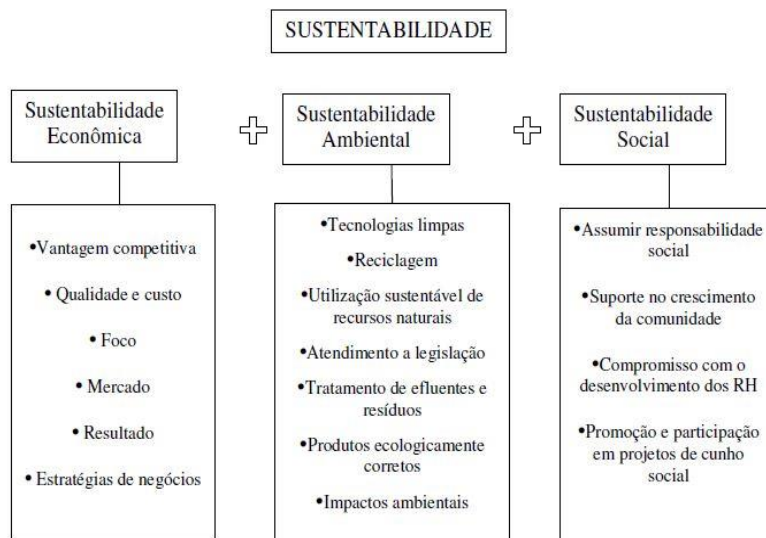 SUSTENTABILIDADE
Sustentabilidade
Econômica
Sustentabilidade
Ambiental
Sustentabilidade
Social
•Vantagem competitiva
• Qualidade e custo
• Foco
• Mercado
• Resultado
• Estratégias de negócios
•Tecnologias limpas
•Reciclagem
•Utilização sustentável de
recursos naturais
•Atendimento a legislação
•Tratamento de efluentes e
resíduos
•Produtos ecologicamente
corretos
•Impactos ambientais
•Assumir responsabilidade
social
•Suporte no crescimento
da comunidade
•Compromisso com o
desenvolvimento dos RH
•Promoção e participação
em projetos de cunho
social